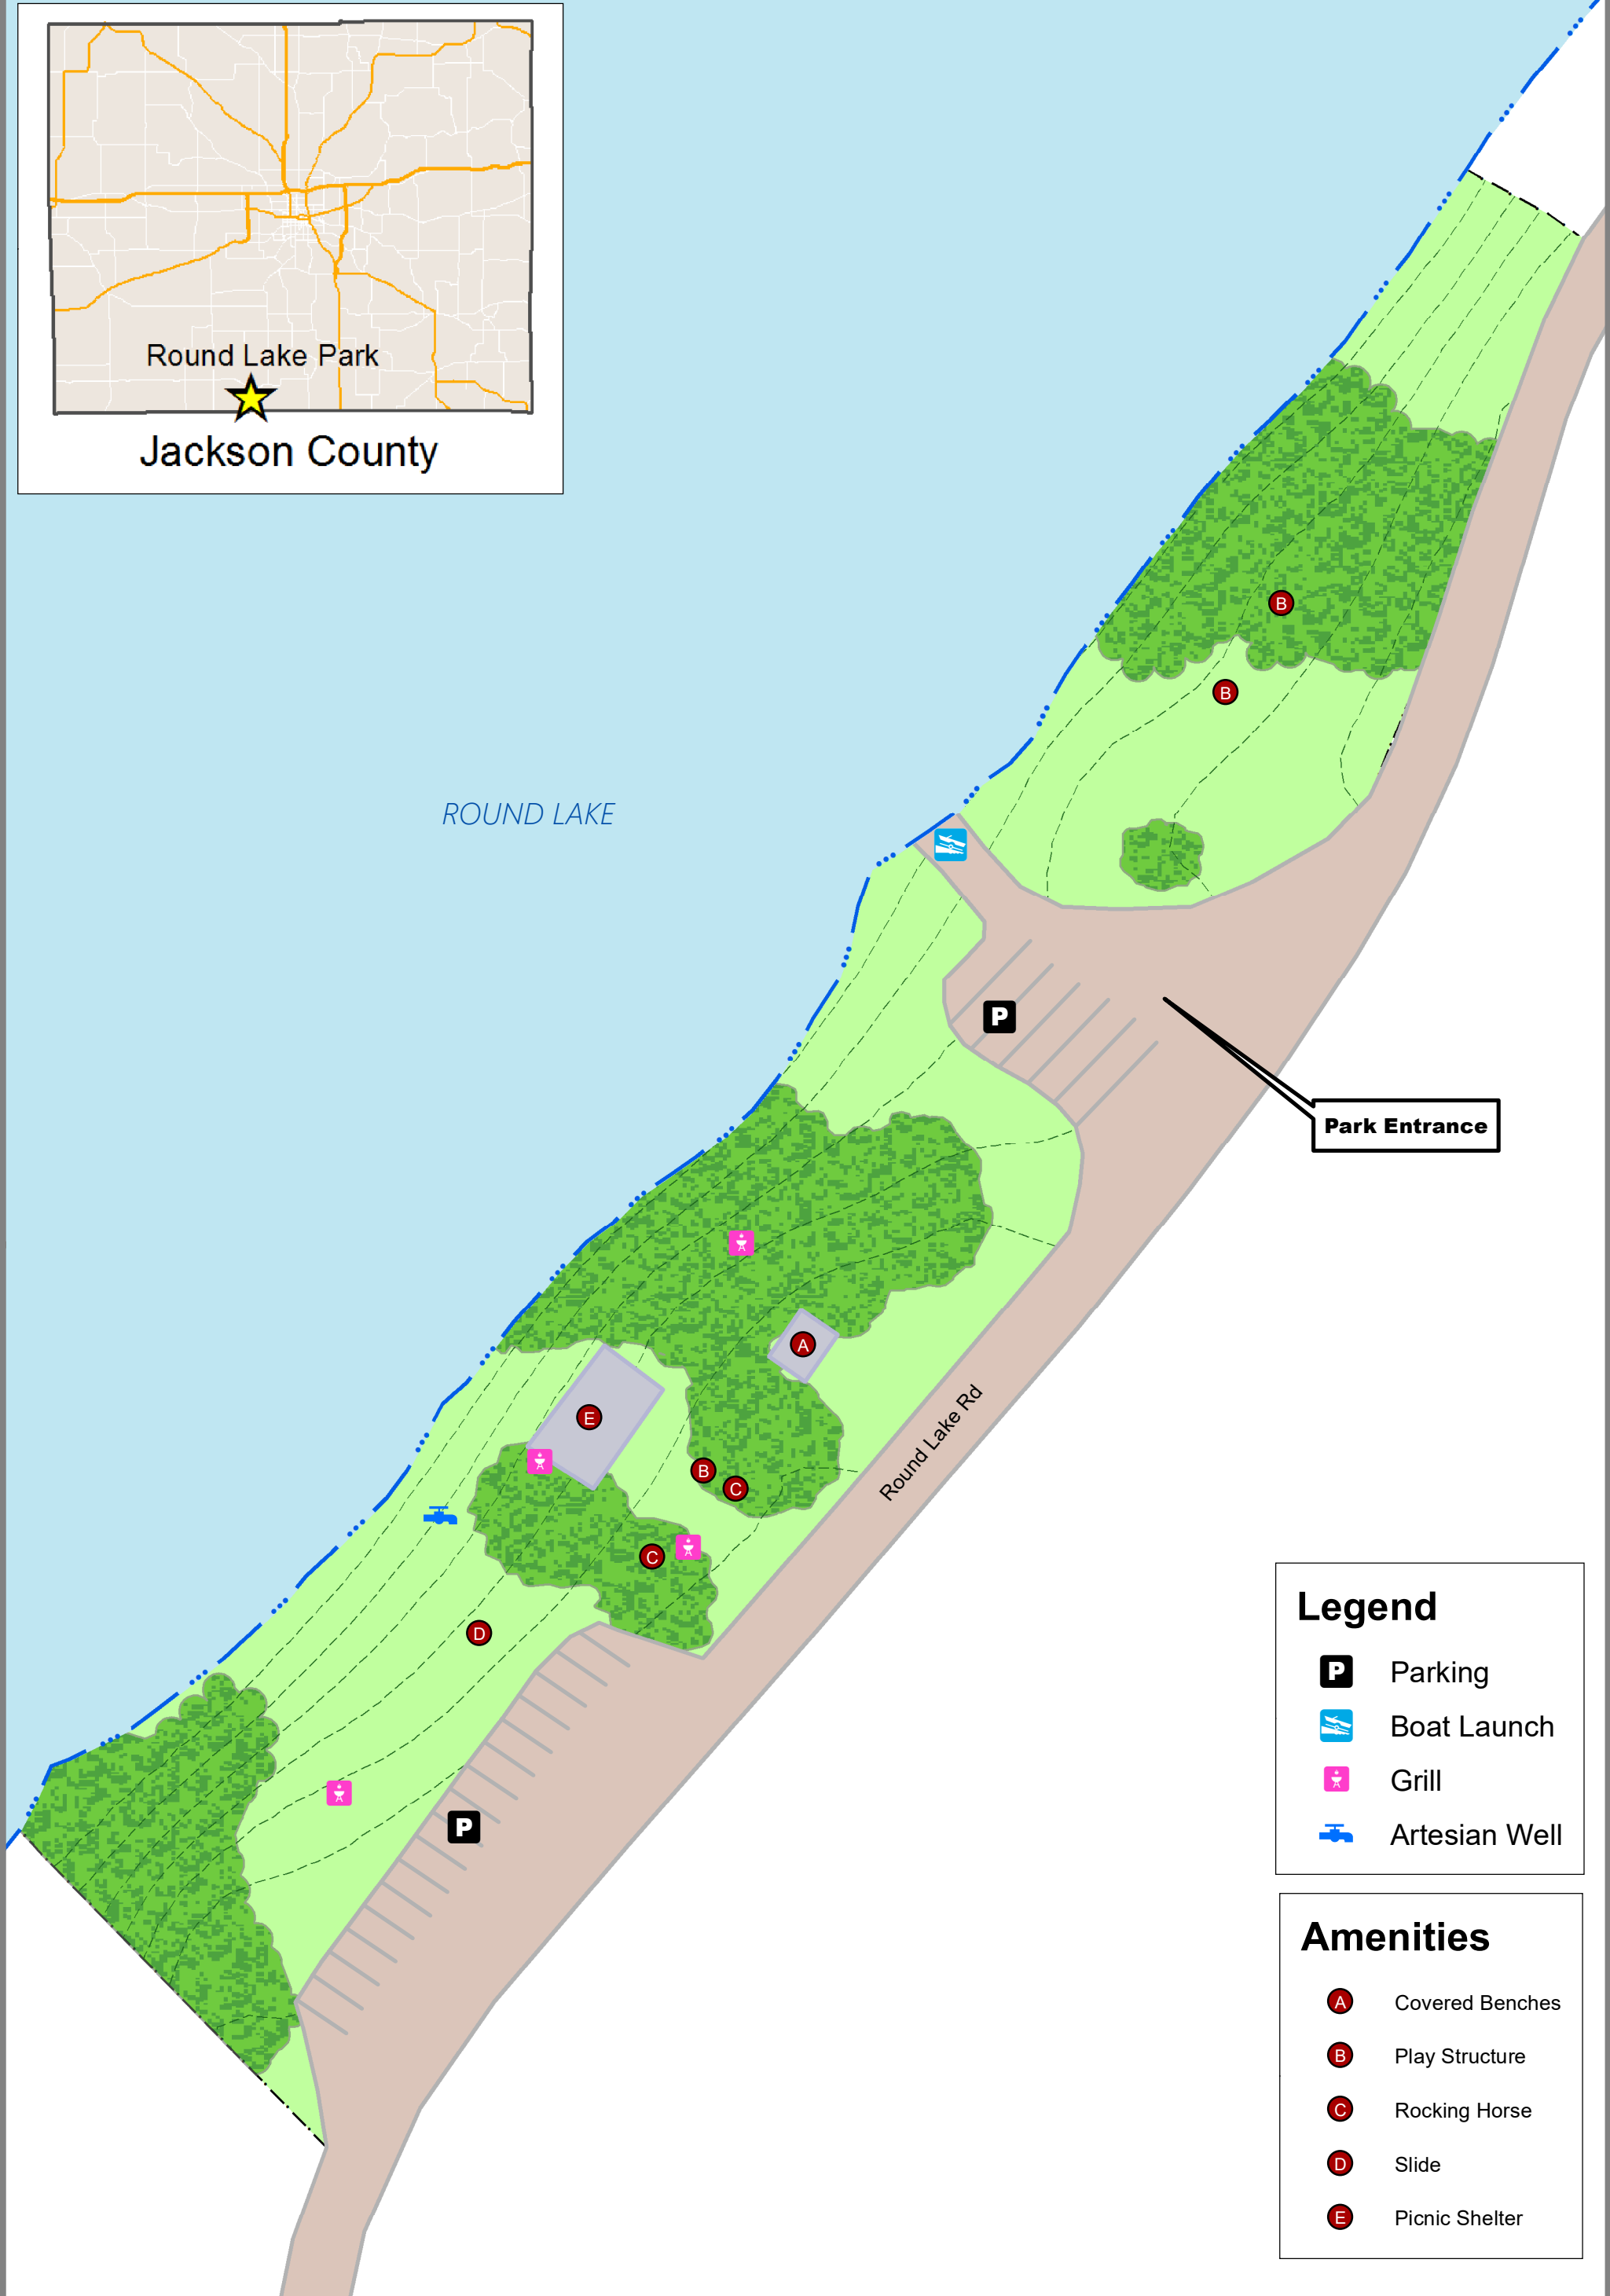 Round Lake Park
Jackson County
B
B
ROUND LAKE
P
Park Entrance
A
E
Round Lake Rd
B
C
C
D
P
Legend
P Parking
Boat Launch
Grill
Artesian Well
Amenities
A Covered Benches
B Play Structure
C Rocking Horse
D Slide
E Picnic Shelter